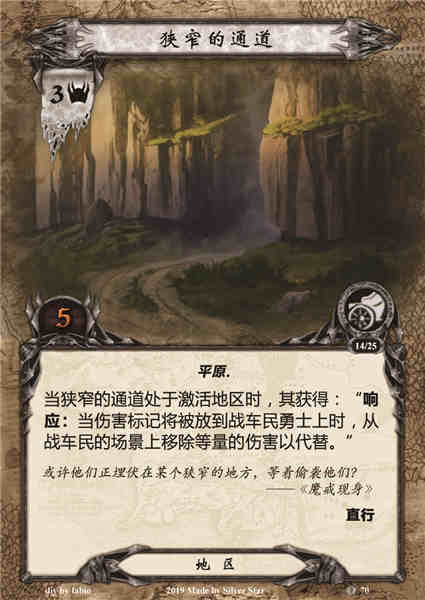 狭窄的通道
3
5
14/25
平原.
当狭窄的通道处于激活地区时，其获得：“响
应：当伤害标记将被放到战车民勇士上时，从
战车民的场景上移除等量的伤害以代替。”
或许他们正埋伏在某个狭窄的地方，等着偷袭他们？
——《魔戒现身》
直行
地区
diy by fabio
2019 Made by Silver Star
70